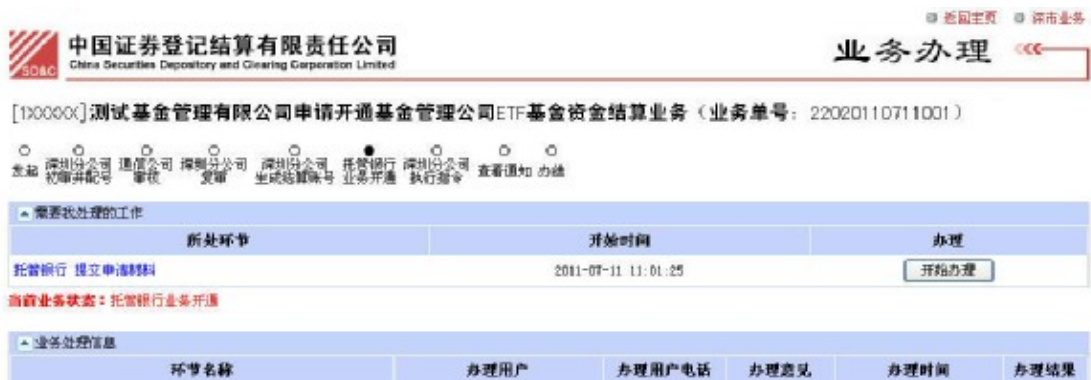 返回主页 深市业务
中国证券登记结算有限责任公司
China Securities Depository and Clearing Corporation Limited
SD&C
业务办理
[1XXXXX]测试基金管理有限公司申请开通基金管理公司ETF基金资金结算业务（业务单号：22020110711001）
发起 深圳分公司初审并配号 通信公司审核 深圳分公司复审 深圳分公司生成结算账号 托管银行业务开通 深圳分公司执行指令 查看通知 办结
需要我处理的工作
所处环节 开始时间 办理
托管银行 提交申请材料 2011-07-11 11:01:25 开始办理
当前业务状态：托管银行业务开通
业务处理信息
环节名称 办理用户 办理用户电话 办理意见 办理时间 办理结果